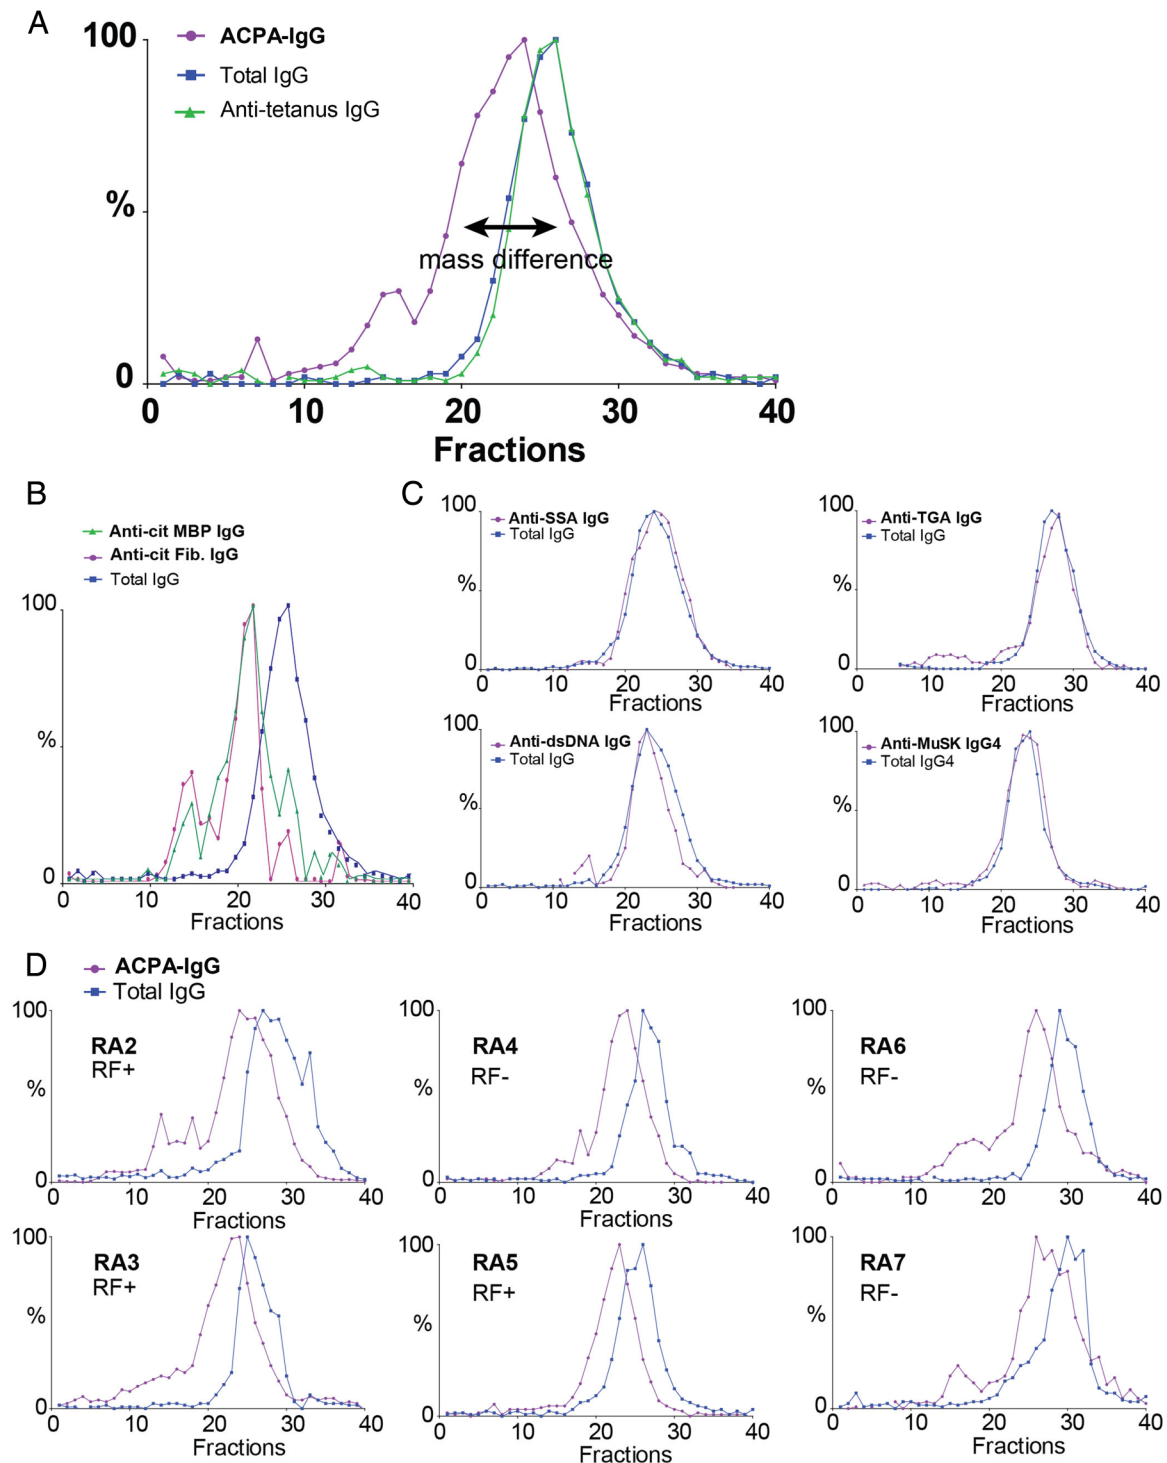 A
100
ACPA-IgG
Total IgG
Anti-tetanus IgG
%
mass difference
0
0 10 20 30 40
Fractions
B
Anti-cit MBP IgG
Anti-cit Fib. IgG
Total IgG
100
%
0
0 10 20 30 40
Fractions
C
100
Anti-SSA IgG
Total IgG
%
0
0 10 20 30 40
Fractions
100
Anti-TGA IgG
Total IgG
%
0
0 10 20 30 40
Fractions
100
Anti-dsDNA IgG
Total IgG
%
0
0 10 20 30 40
Fractions
100
Anti-MuSK IgG4
Total IgG4
%
0
0 10 20 30 40
Fractions
D
ACPA-IgG
Total IgG
100
RA2
RF+
%
0
0 10 20 30 40
Fractions
100
RA4
RF-
%
0
0 10 20 30 40
Fractions
100
RA6
RF-
%
0
0 10 20 30 40
Fractions
100
RA3
RF+
%
0
0 10 20 30 40
Fractions
100
RA5
RF+
%
0
0 10 20 30 40
Fractions
100
RA7
RF-
%
0
0 10 20 30 40
Fractions